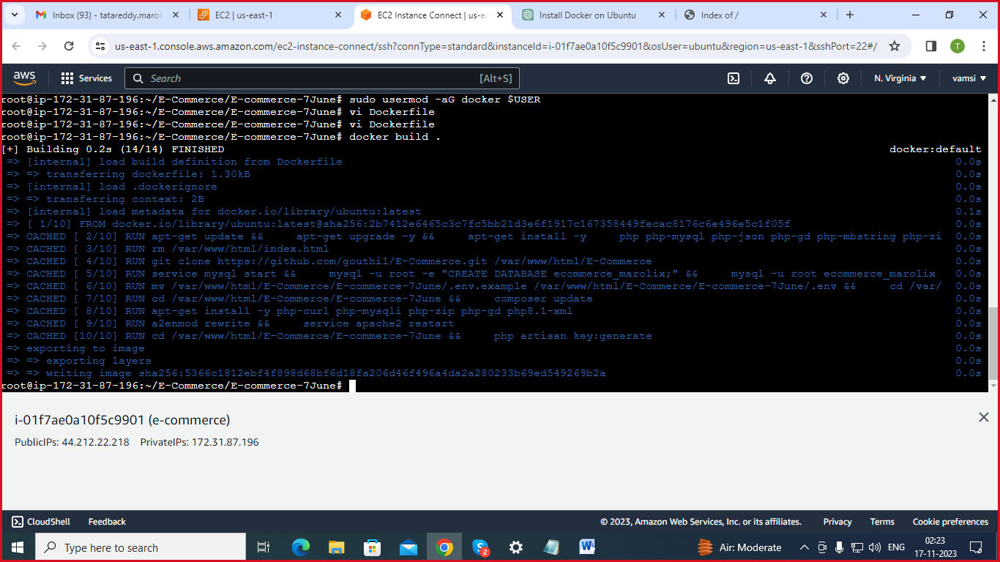 Inbox (93) - tatareddy.maroli
EC2 | us-east-1
EC2 Instance Connect | us-ea
Install Docker on Ubuntu
Index of /
us-east-1.console.aws.amazon.com/ec2-instance-connect/ssh?connType=standard&instanceId=i-01f7ae0a10f5c9901&osUser=ubuntu&region=us-east-1&sshPort=22#/
T
aws
Services
Search
[Alt+S]
N. Virginia
vamsi
root@ip-172-31-87-196:~/E-Commerce/E-commerce-7June# sudo usermod -aG docker $USER
root@ip-172-31-87-196:~/E-Commerce/E-commerce-7June# vi Dockerfile
root@ip-172-31-87-196:~/E-Commerce/E-commerce-7June# vi Dockerfile
root@ip-172-31-87-196:~/E-Commerce/E-commerce-7June# docker build .
[+] Building 0.2s (14/14) FINISHED docker:default
=> [internal] load build definition from Dockerfile 0.0s
=> => transferring dockerfile: 1.30kB 0.0s
=> [internal] load .dockerignore 0.0s
=> => transferring context: 2B 0.0s
=> [internal] load metadata for docker.io/library/ubuntu:latest 0.1s
=> [ 1/10] FROM docker.io/library/ubuntu:latest@sha256:2b7412e6465c3c7fc5bb21d3e6f1917c167358449fecac8176c6e496e5c1f05f 0.0s
=> CACHED [ 2/10] RUN apt-get update && apt-get upgrade -y && apt-get install -y php php-mysql php-json php-gd php-mbstring php-zi 0.0s
=> CACHED [ 3/10] RUN rm /var/www/html/index.html 0.0s
=> CACHED [ 4/10] RUN git clone https://github.com/gouthi1/E-Commerce.git /var/www/html/E-Commerce 0.0s
=> CACHED [ 5/10] RUN service mysql start && mysql -u root -e "CREATE DATABASE ecommerce_marolix;" && mysql -u root ecommerce_marolix 0.0s
=> CACHED [ 6/10] RUN mv /var/www/html/E-Commerce/E-commerce-7June/.env.example /var/www/html/E-Commerce/E-commerce-7June/.env && cd /var/ 0.0s
=> CACHED [ 7/10] RUN cd /var/www/html/E-Commerce/E-commerce-7June && composer update 0.0s
=> CACHED [ 8/10] RUN apt-get install -y php-curl php-mysqli php-zip php-gd php8.1-xml 0.0s
=> CACHED [ 9/10] RUN a2enmod rewrite && service apache2 restart 0.0s
=> CACHED [10/10] RUN cd /var/www/html/E-Commerce/E-commerce-7June && php artisan key:generate 0.0s
=> exporting to image 0.0s
=> => exporting layers 0.0s
=> => writing image sha256:5366c1812ebf4f898d68bf6d18fa206d46f496a4da2a280233b69ed549269b2a 0.0s
root@ip-172-31-87-196:~/E-Commerce/E-commerce-7June#
i-01f7ae0a10f5c9901 (e-commerce)
PublicIPs: 44.212.22.218 PrivateIPs: 172.31.87.196
CloudShell
Feedback
© 2023, Amazon Web Services, Inc. or its affiliates.
Privacy
Terms
Cookie preferences
Type here to search
2
Air: Moderate
ENG
02:23
17-11-2023